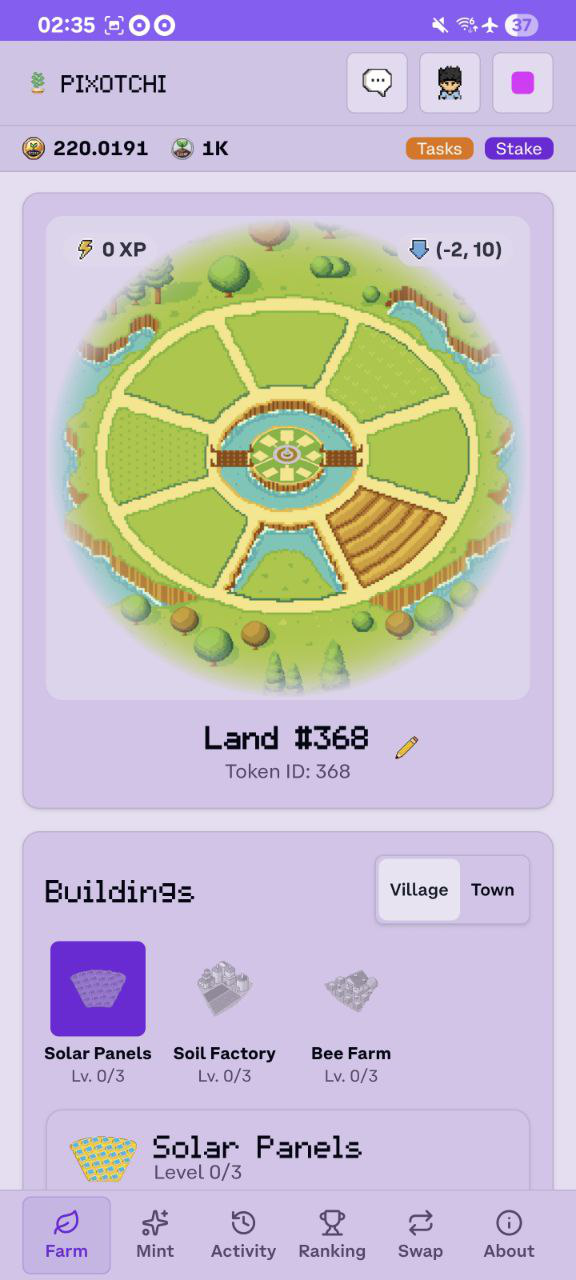 02:35 37
PIXOTCHI
220.0191 1K Tasks Stake
0 XP (-2, 10)
Land #368
Token ID: 368
Buildings Village Town
Solar Panels Soil Factory Bee Farm
Lv. 0/3 Lv. 0/3 Lv. 0/3
Solar Panels
Level 0/3
Farm Mint Activity Ranking Swap About